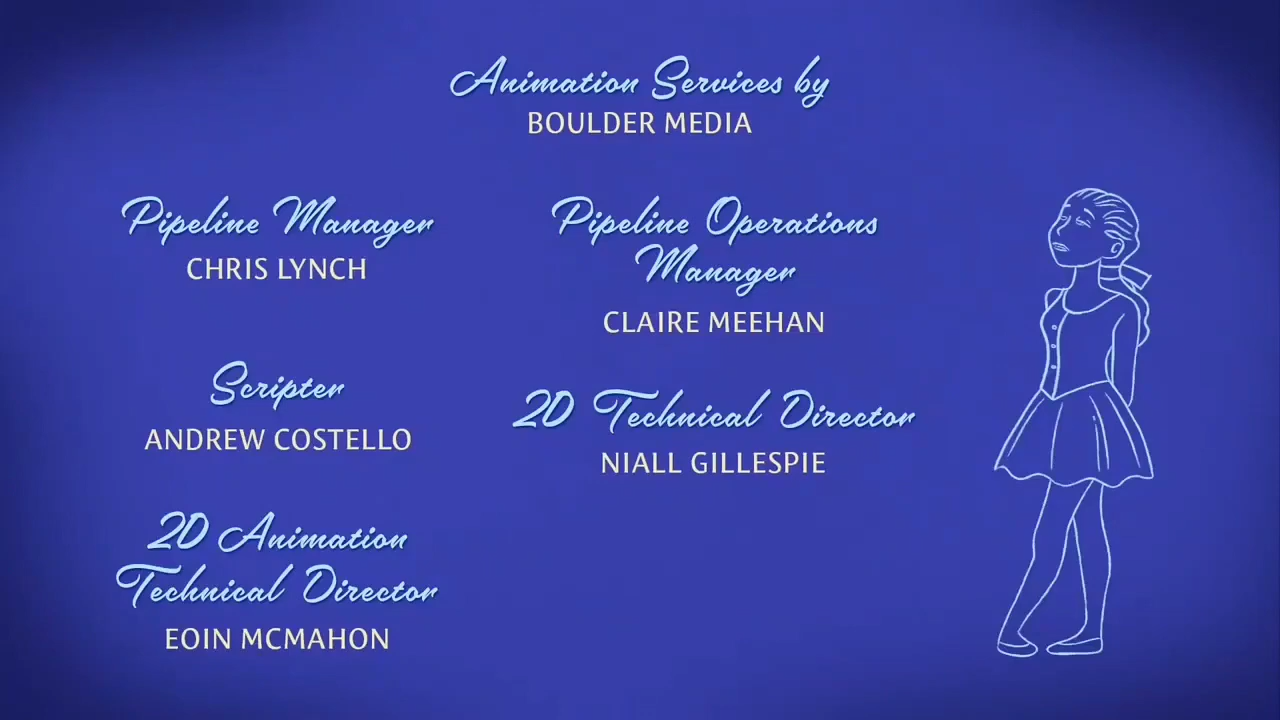 Animation Services by
BOULDER MEDIA
Pipeline Manager
CHRIS LYNCH
Pipeline Operations
Manager
CLAIRE MEEHAN
Scripter
ANDREW COSTELLO
2D Technical Director
NIALL GILLESPIE
2D Animation
Technical Director
EOIN MCMAHON